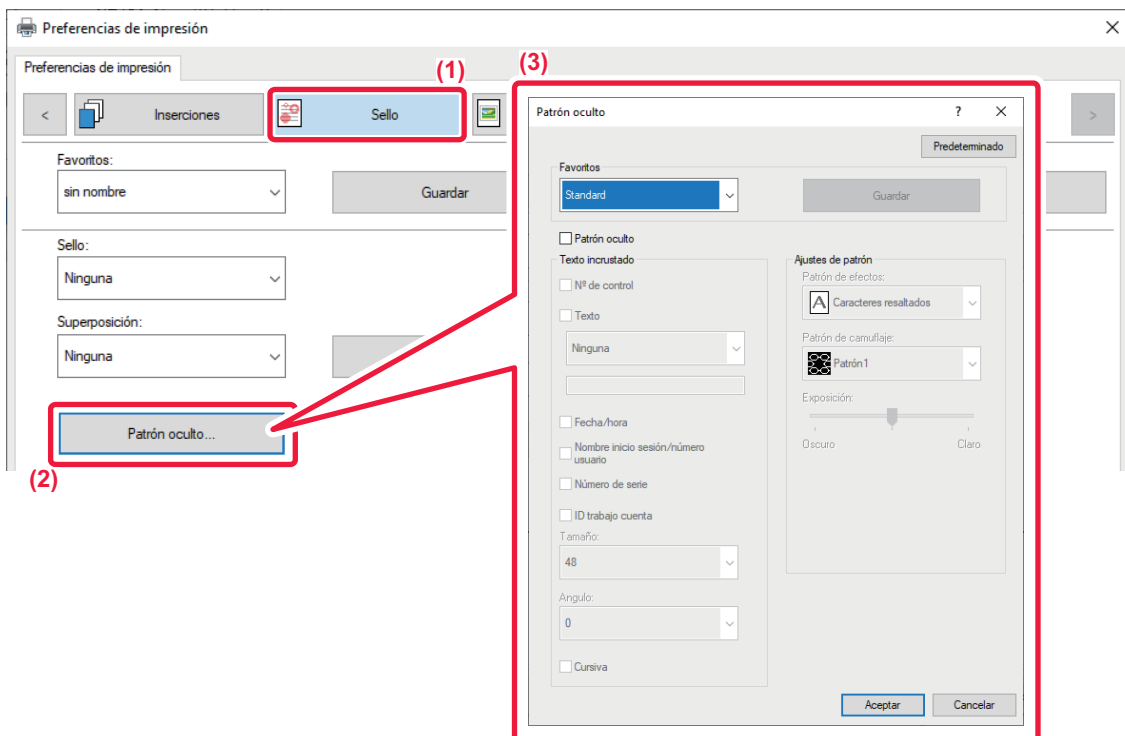 Preferencias de impresión
Preferencias de impresión
(1)
(3)
<
Inserciones
Sello
>
Favoritos:
sin nombre
Guardar
Sello:
Ninguna
Superposición:
Ninguna
Patrón oculto...
(2)
Patrón oculto
?
Predeterminado
Favoritos
Standard
Guardar
Patrón oculto
Texto incrustado
Nº de control
Texto
Ninguna
Fecha/hora
Nombre inicio sesión/número
usuario
Número de serie
ID trabajo cuenta
Tamaño:
48
Angulo:
0
Cursiva
Ajustes de patrón
Patrón de efectos:
A Caracteres resaltados
Patrón de camuflaje:
Patrón1
Exposición:
Oscuro Claro
Aceptar Cancelar